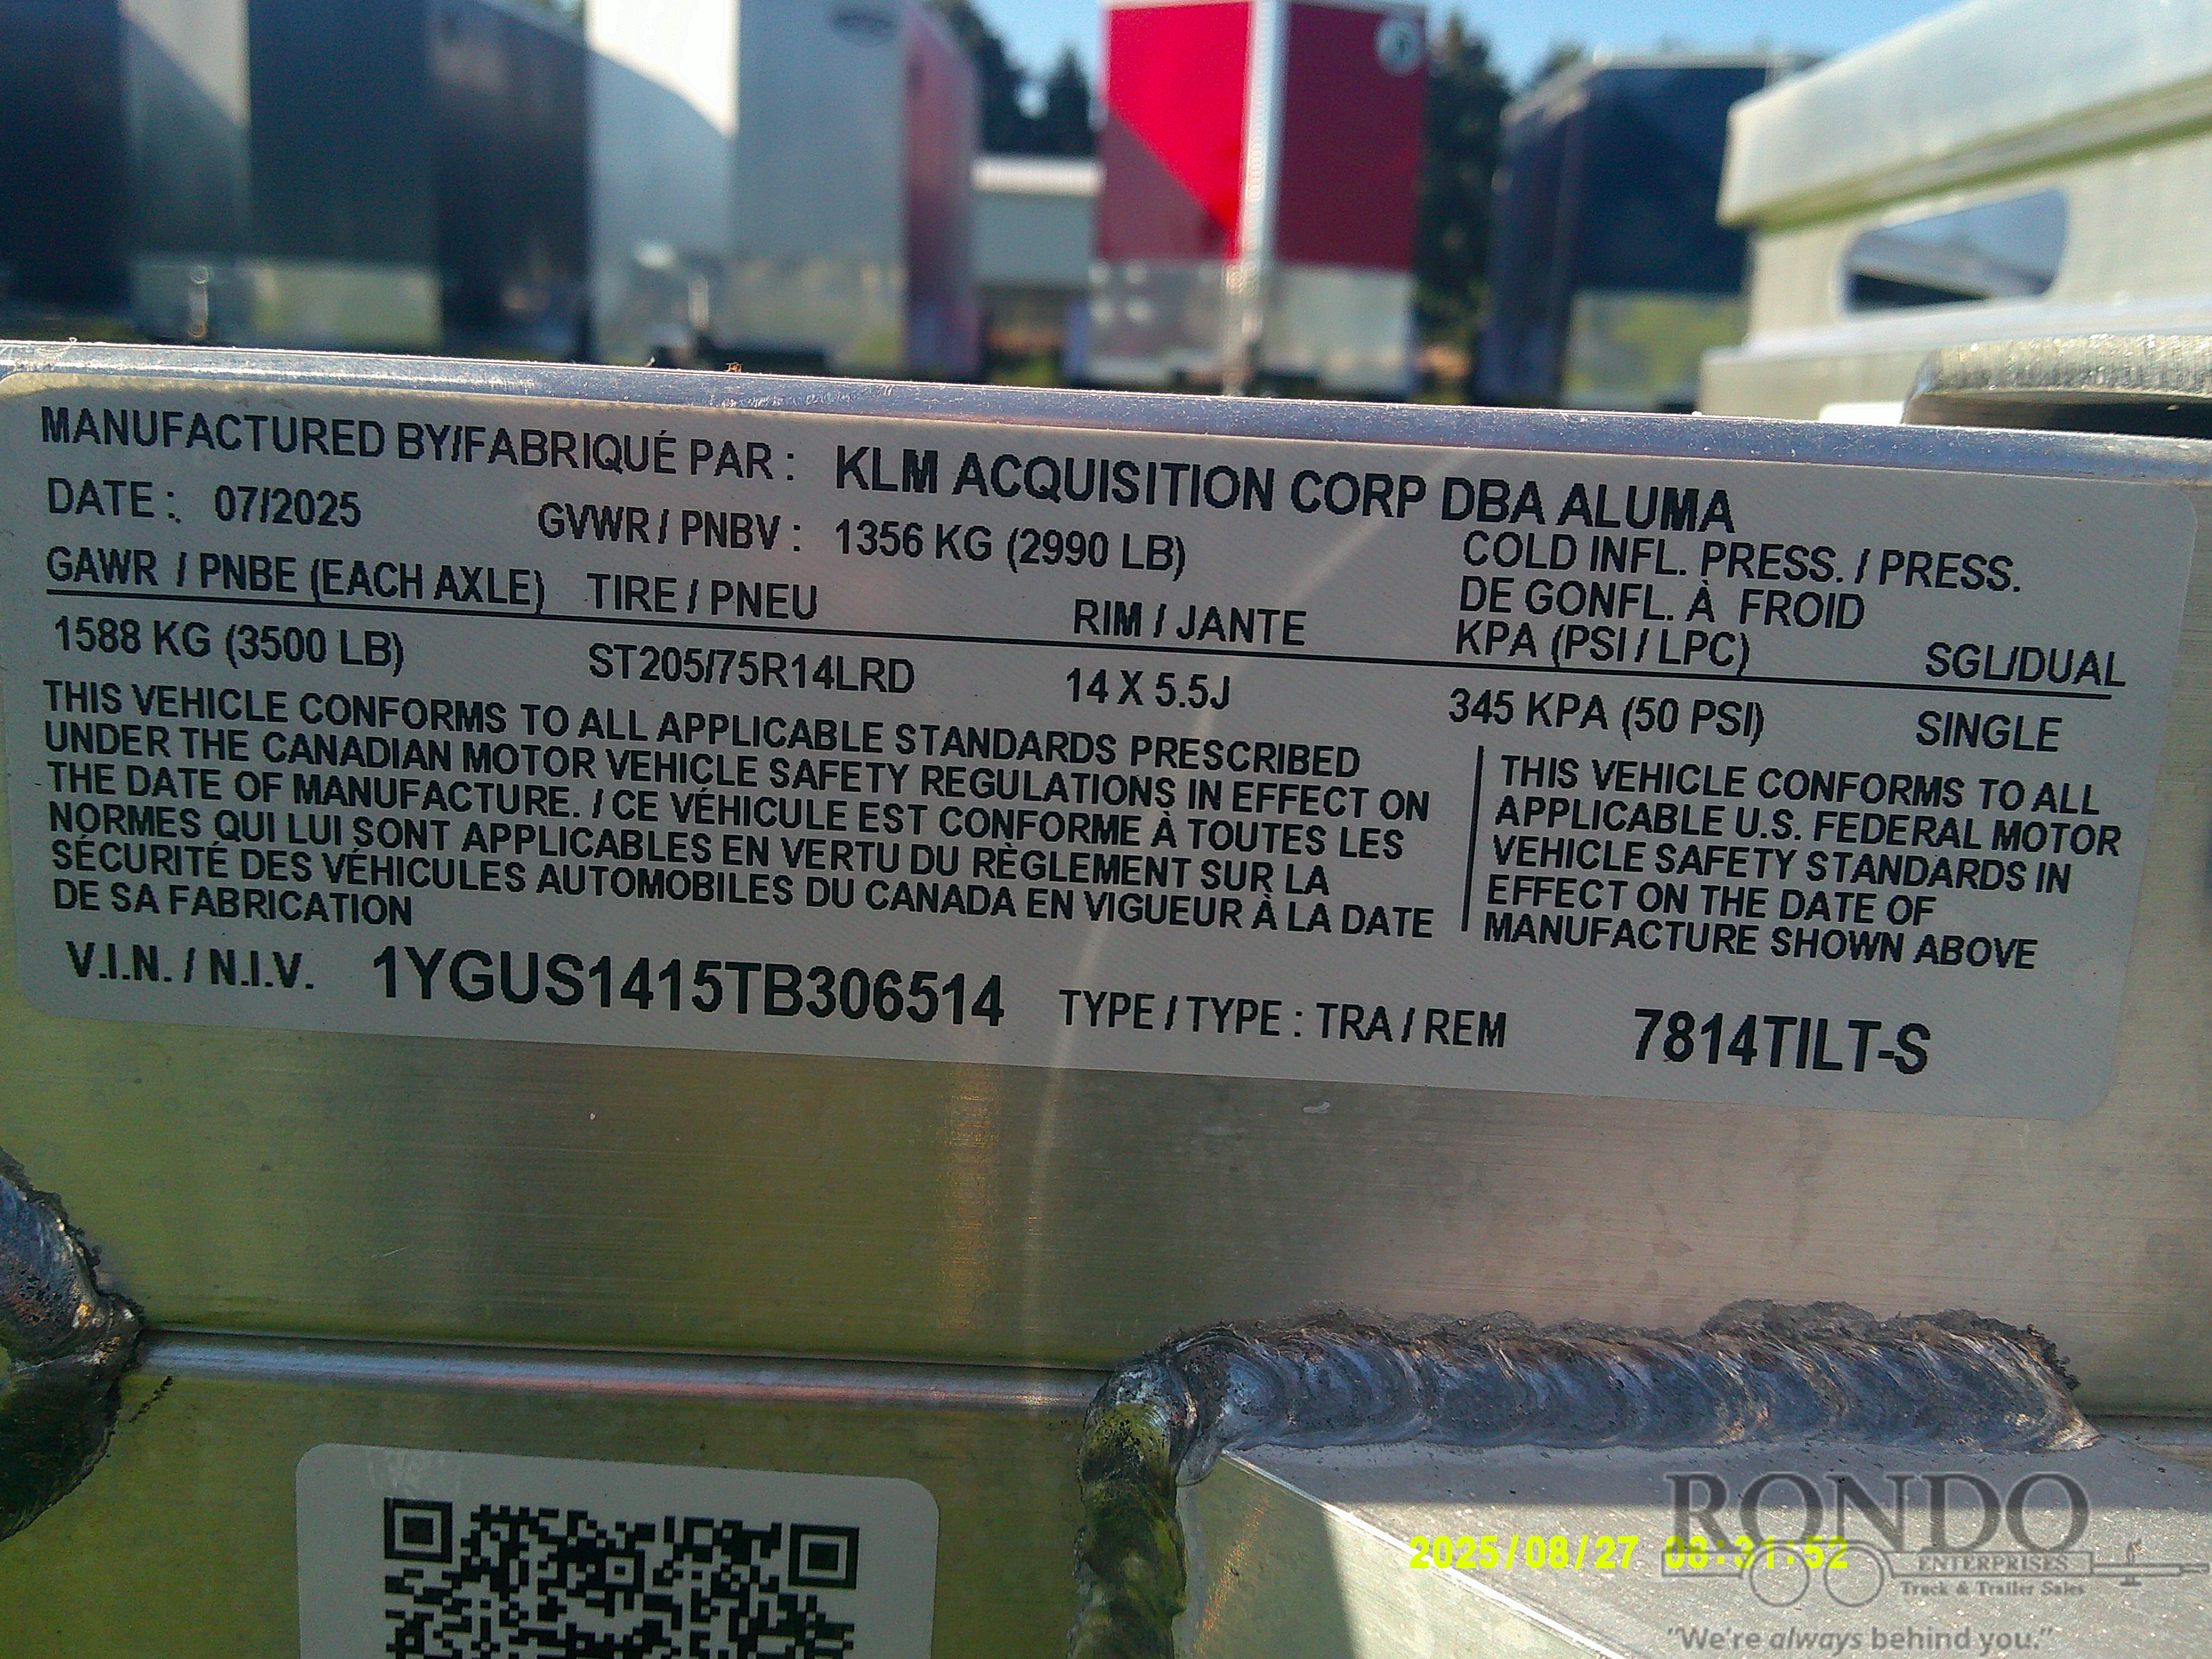 MANUFACTURED BY/FABRIQUÉ PAR : KLM ACQUISITION CORP DBA ALUMA
DATE : 07/2025 GVWR / PNBV : 1356 KG (2990 LB)
COLD INFL. PRESS. / PRESS.
DE GONFL. À FROID
GAWR / PNBE (EACH AXLE) TIRE / PNEU RIM / JANTE KPA (PSI / LPC) SGL/DUAL
1588 KG (3500 LB) ST205/75R14LRD 14 X 5.5J 345 KPA (50 PSI) SINGLE
THIS VEHICLE CONFORMS TO ALL APPLICABLE STANDARDS PRESCRIBED
UNDER THE CANADIAN MOTOR VEHICLE SAFETY REGULATIONS IN EFFECT ON
THE DATE OF MANUFACTURE. / CE VÉHICULE EST CONFORME À TOUTES LES
NORMES QUI LUI SONT APPLICABLES EN VERTU DU RÈGLEMENT SUR LA
SÉCURITÉ DES VÉHICULES AUTOMOBILES DU CANADA EN VIGUEUR À LA DATE
DE SA FABRICATION
THIS VEHICLE CONFORMS TO ALL
APPLICABLE U.S. FEDERAL MOTOR
VEHICLE SAFETY STANDARDS IN
EFFECT ON THE DATE OF
MANUFACTURE SHOWN ABOVE
V.I.N. / N.I.V. 1YGUS1415TB306514 TYPE / TYPE : TRA / REM 7814TILT-S
2025/08/27 08:31:52
RONDO
ENTERPRISES
Truck & Trailer Sales
"We're always behind you."